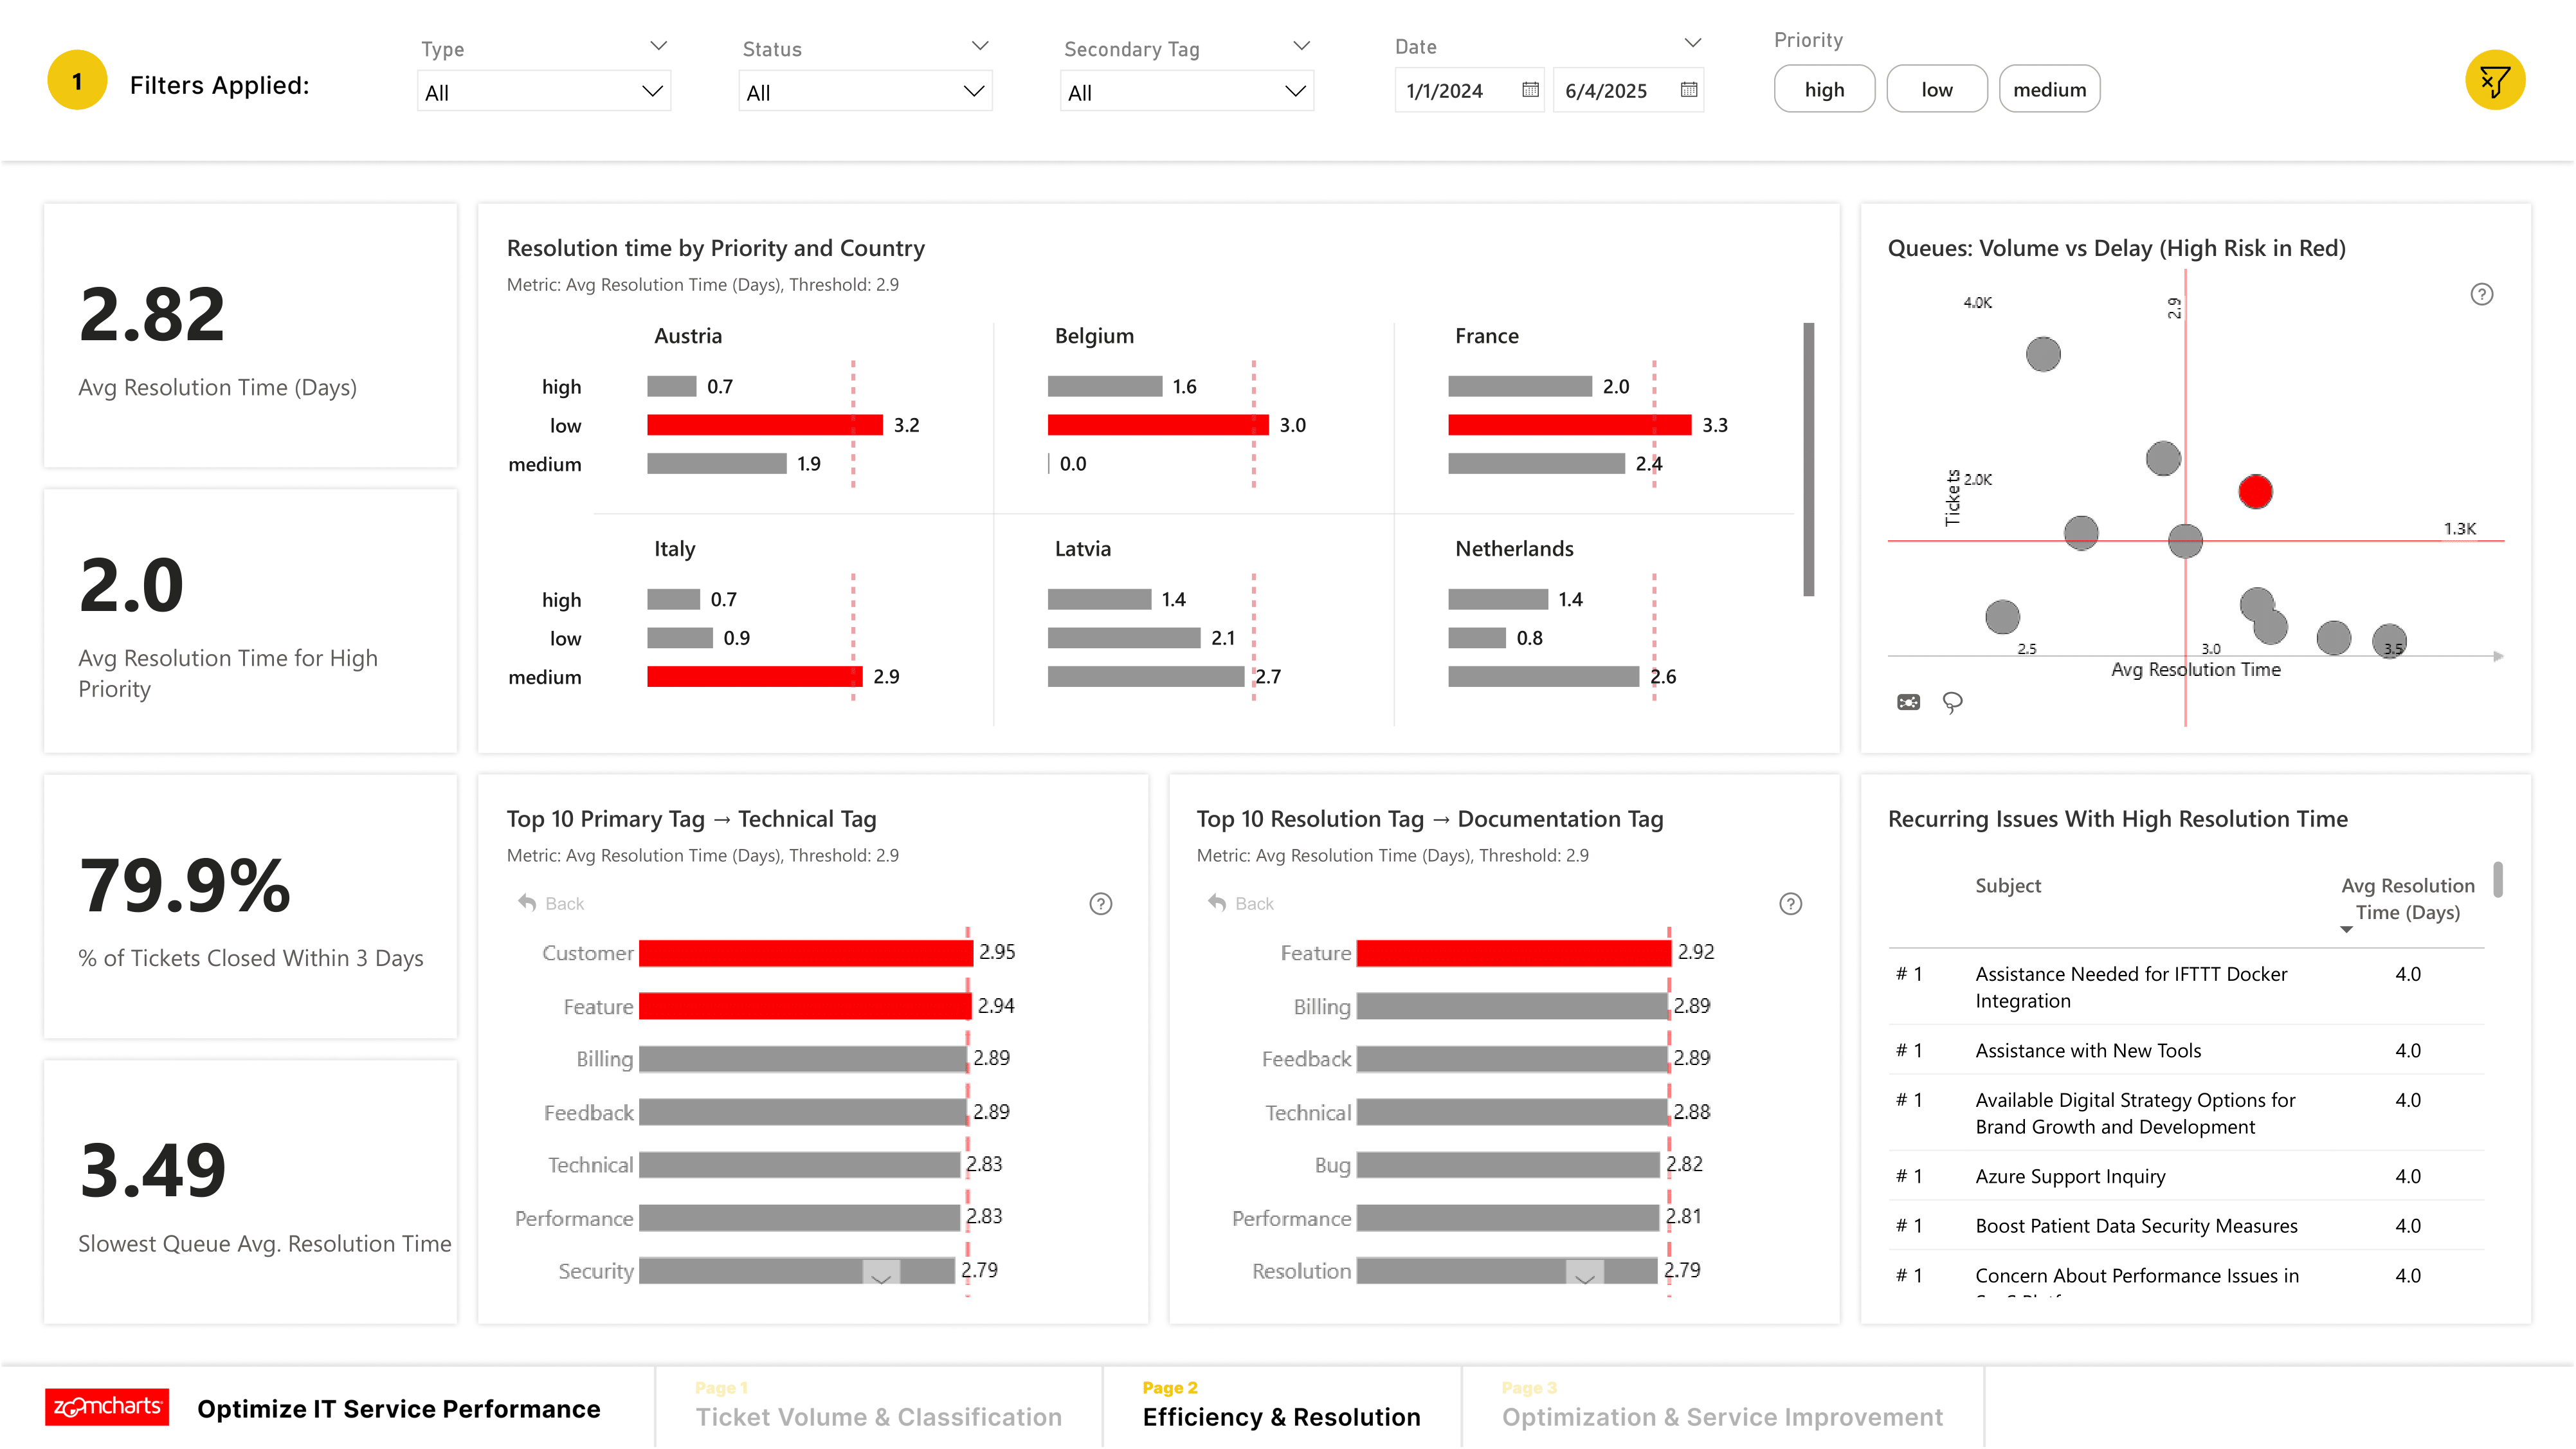 1
Filters Applied:
Type
All
Status
All
Secondary Tag
All
Date
1/1/2024
6/4/2025
Priority
high
low
medium
2.82
Avg Resolution Time (Days)
2.0
Avg Resolution Time for High
Priority
79.9%
% of Tickets Closed Within 3 Days
3.49
Slowest Queue Avg. Resolution Time
Resolution time by Priority and Country
Metric: Avg Resolution Time (Days), Threshold: 2.9
Austria
Belgium
France
high
0.7
1.6
2.0
low
3.2
3.0
3.3
medium
1.9
0.0
2.4
Italy
Latvia
Netherlands
high
0.7
1.4
1.4
low
0.9
2.1
0.8
medium
2.9
2.7
2.6
Queues: Volume vs Delay (High Risk in Red)
?
4.0K
2.9
2.0K
Tickets
1.3K
2.5
3.0
3.5
Avg Resolution Time
Top 10 Primary Tag → Technical Tag
Metric: Avg Resolution Time (Days), Threshold: 2.9
Back
?
Customer 2.95
Feature 2.94
Billing 2.89
Feedback 2.89
Technical 2.83
Performance 2.83
Security 2.79
Top 10 Resolution Tag → Documentation Tag
Metric: Avg Resolution Time (Days), Threshold: 2.9
Back
?
Feature 2.92
Billing 2.89
Feedback 2.89
Technical 2.88
Bug 2.82
Performance 2.81
Resolution 2.79
Recurring Issues With High Resolution Time
Subject
Avg Resolution
Time (Days)
# 1 Assistance Needed for IFTTT Docker 4.0
Integration
# 1 Assistance with New Tools 4.0
# 1 Available Digital Strategy Options for 4.0
Brand Growth and Development
# 1 Azure Support Inquiry 4.0
# 1 Boost Patient Data Security Measures 4.0
# 1 Concern About Performance Issues in 4.0
zoomcharts
Optimize IT Service Performance
Page 1
Ticket Volume & Classification
Page 2
Efficiency & Resolution
Page 3
Optimization & Service Improvement